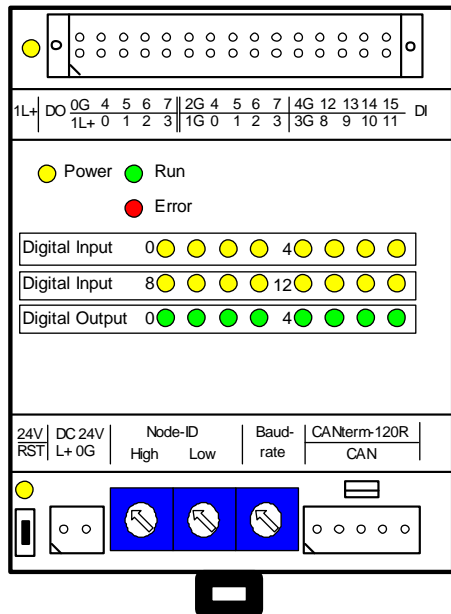 1L+ DO 0G 4 5 6 7 2G 4 5 6 7 4G 12 13 14 15 DI
1L+ 0 1 2 3 1G 0 1 2 3 3G 8 9 10 11
Power Run
Error
Digital Input 0 4
Digital Input 8 12
Digital Output 0 4
24V DC 24V Node-ID Baud- CANterm-120R
RST L+ 0G High Low rate CAN